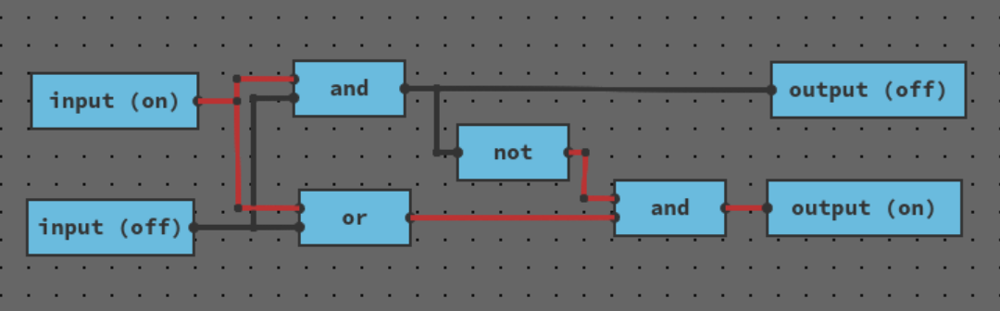 input (on)
and
output (off)
not
input (off)
or
and
output (on)